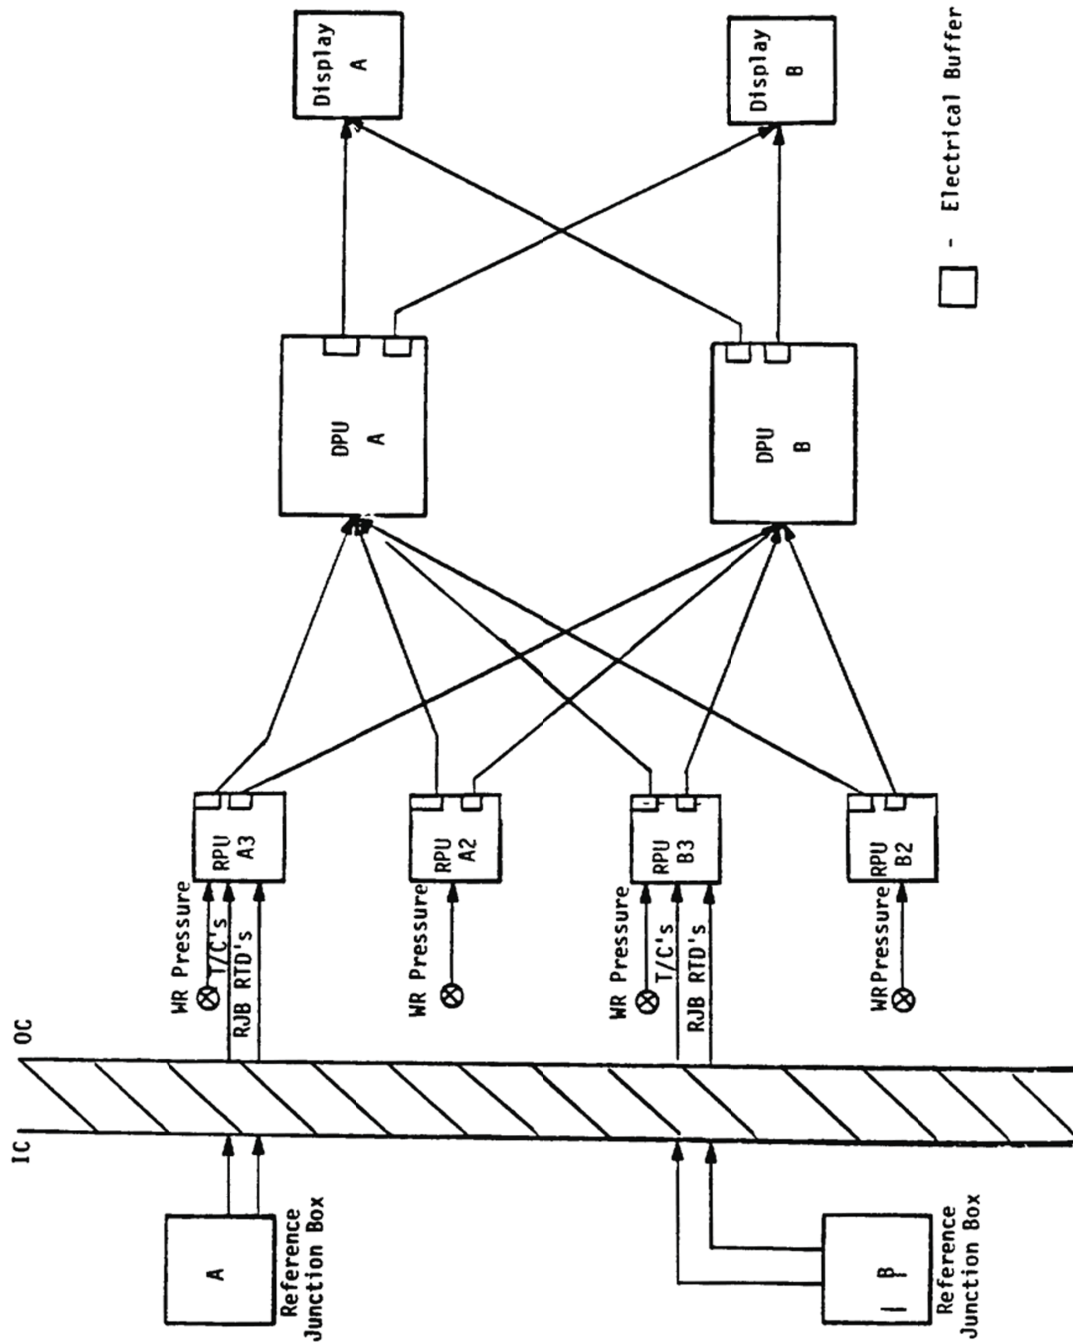 IC
OC
A
Reference
Junction Box
B
Reference
Junction Box
WR Pressure
T/C's
RJB RTD's
WR Pressure
WR Pressure
T/C's
RJB RTD's
WR Pressure
RPU
A3
RPU
A2
RPU
B3
RPU
B2
DPU
A
DPU
B
Display
A
Display
B
- Electrical Buffer